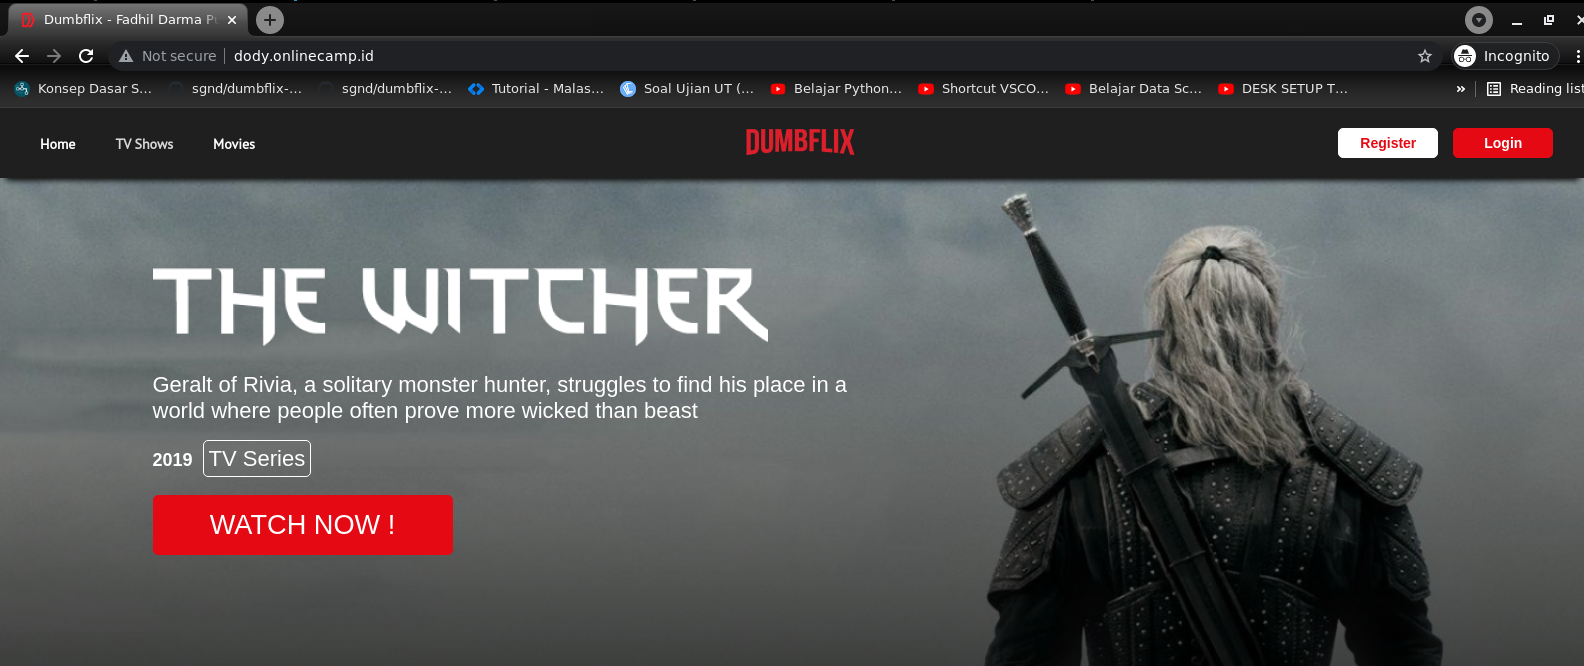 Dumbflix - Fadhil Darma Pu
Not secure dody.onlinecamp.id Incognito
Konsep Dasar S... sgnd/dumbflix-... sgnd/dumbflix-... Tutorial - Malas... Soal Ujian UT (... Belajar Python... Shortcut VSCO... Belajar Data Sc... DESK SETUP T... » Reading list
Home TV Shows Movies DUMBFLIX Register Login
THE WITCHER
Geralt of Rivia, a solitary monster hunter, struggles to find his place in a
world where people often prove more wicked than beast
2019 TV Series
WATCH NOW !